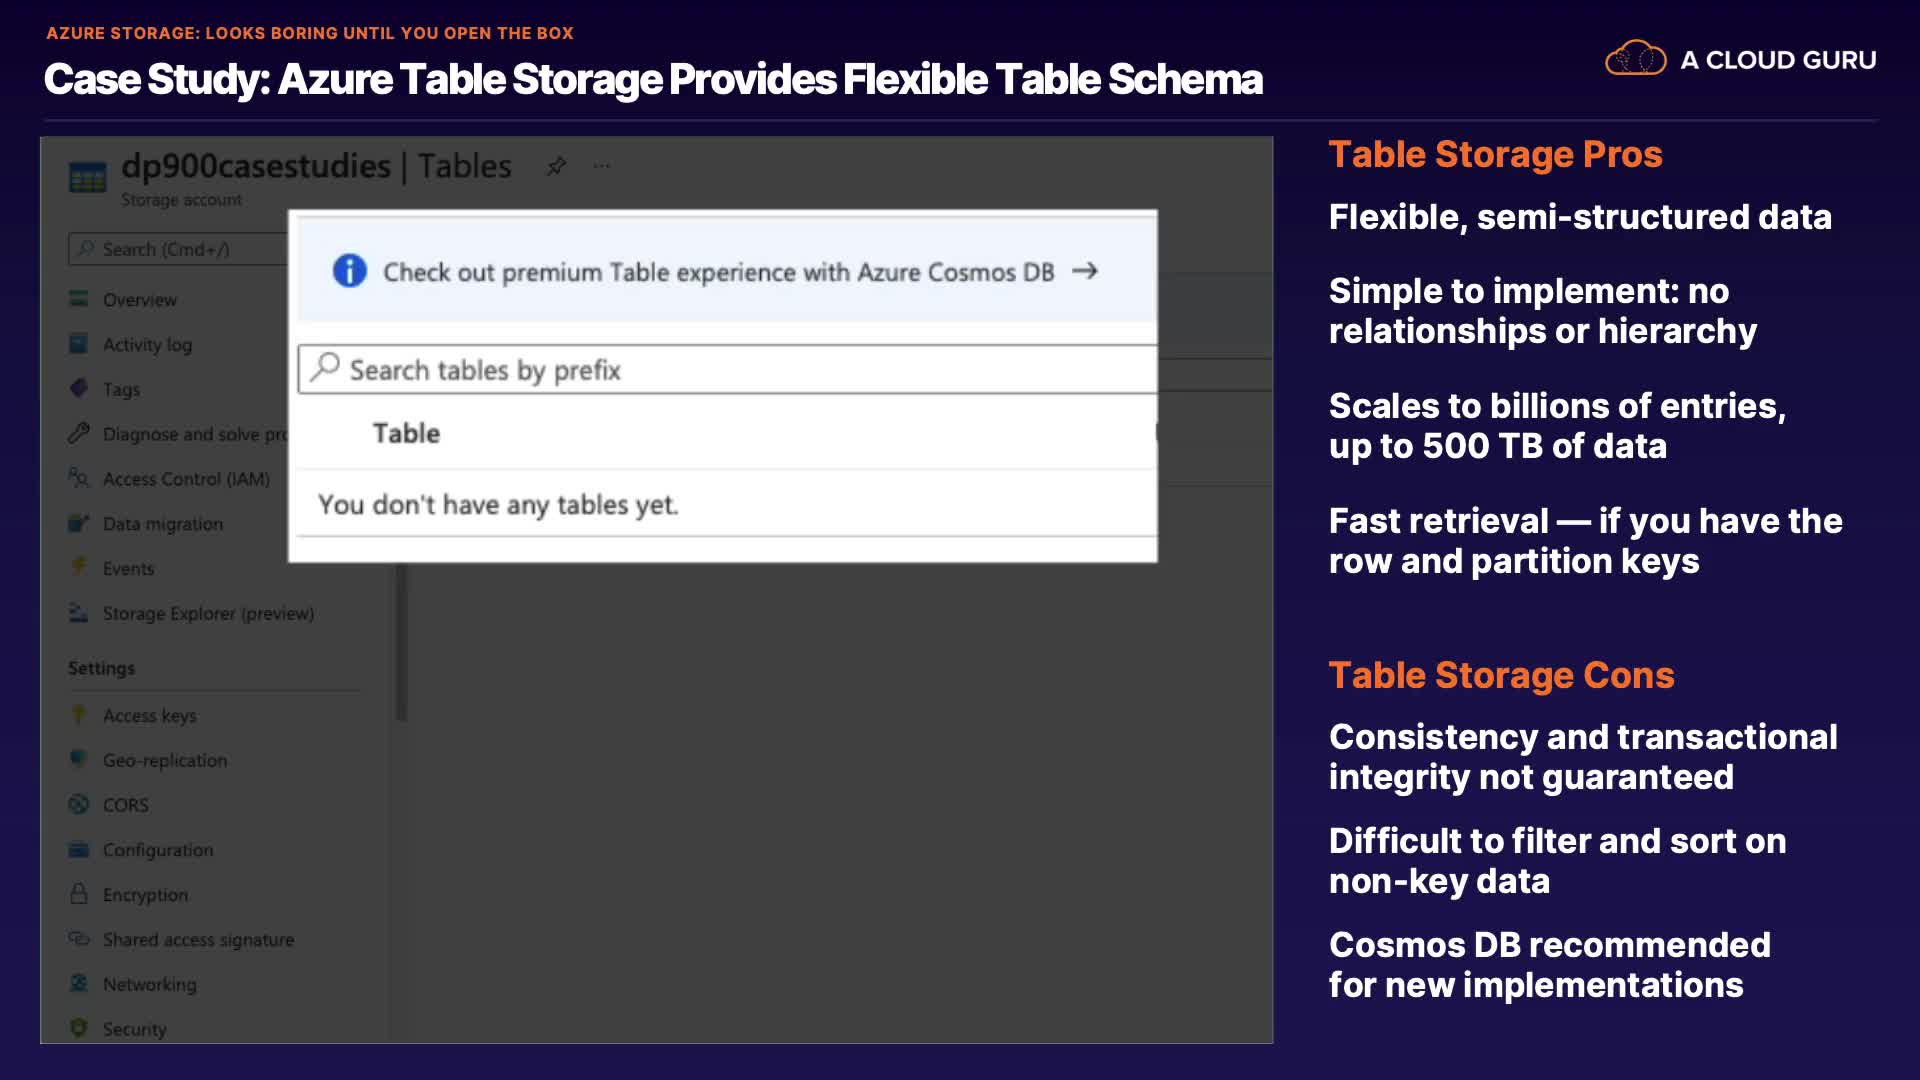 AZURE STORAGE: LOOKS BORING UNTIL YOU OPEN THE BOX
Case Study: Azure Table Storage Provides Flexible Table Schema
A CLOUD GURU
dp900casestudies | Tables
Storage account
Search (Cmd+/)
Overview
Activity log
Tags
Diagnose and solve pro
Access Control (IAM)
Data migration
Events
Storage Explorer (preview)
Settings
Access keys
Geo-replication
CORS
Configuration
Encryption
Shared access signature
Networking
Security
Check out premium Table experience with Azure Cosmos DB →
Search tables by prefix
Table
You don't have any tables yet.
Table Storage Pros
Flexible, semi-structured data
Simple to implement: no
relationships or hierarchy
Scales to billions of entries,
up to 500 TB of data
Fast retrieval — if you have the
row and partition keys
Table Storage Cons
Consistency and transactional
integrity not guaranteed
Difficult to filter and sort on
non-key data
Cosmos DB recommended
for new implementations